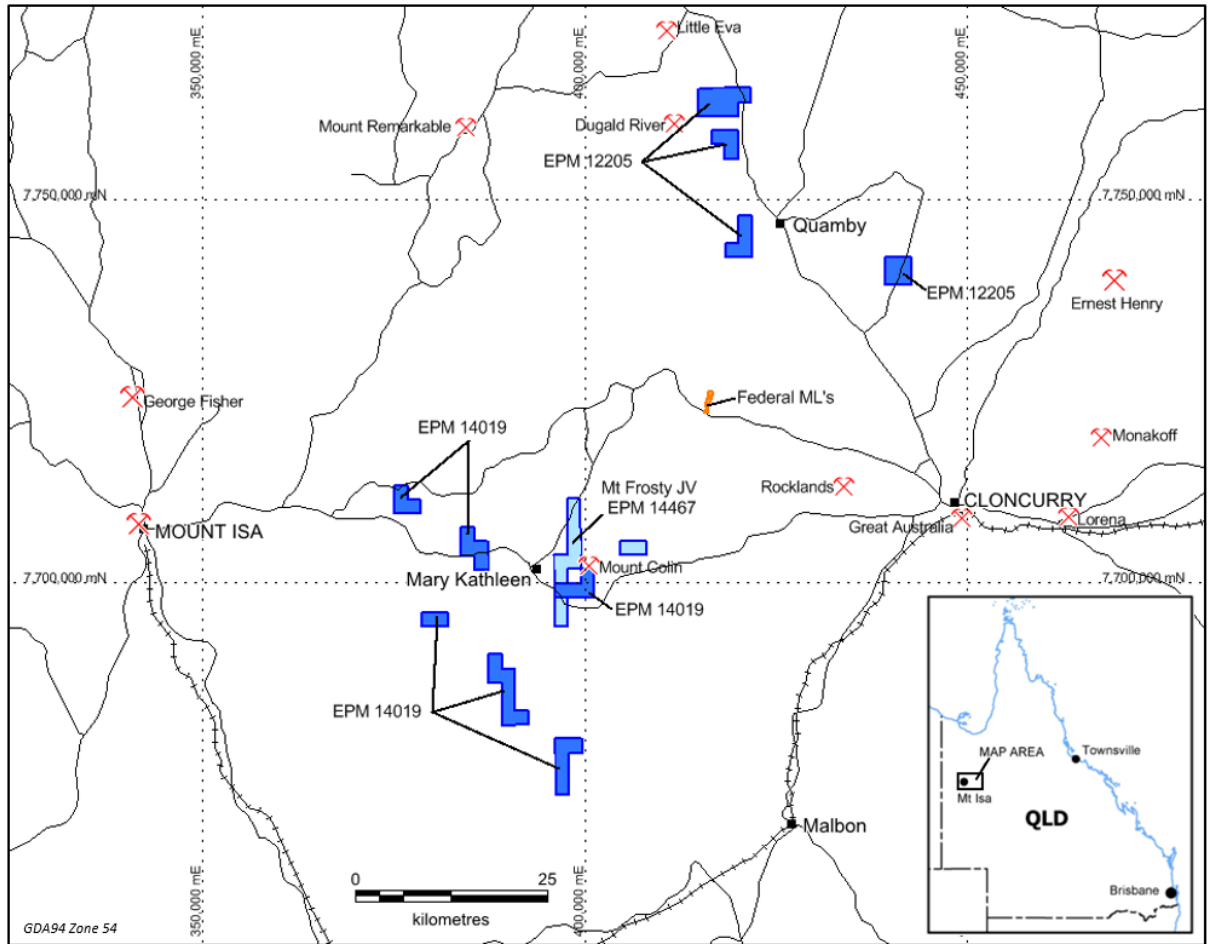 350,000 mE
400,000 mE
450,000 mE
Little Eva
Mount Remarkable
Dugald River
EPM 12205
7,750,000 mN
7,750,000 mN
Quamby
EPM 12205
Ernest Henry
George Fisher
Federal ML's
EPM 14019
Monakoff
Mt Frosty JV
EPM 14467
Rocklands
CLONCURRY
Great Australia
Lorena
MOUNT ISA
Mount Colin
Mary Kathleen
7,700,000 mN
7,700,000 mN
EPM 14019
EPM 14019
Malbon
350,000 mE
400,000 mE
0
25
kilometres
GDA94 Zone 54
MAP AREA
Townsville
Mt Isa
QLD
Brisbane